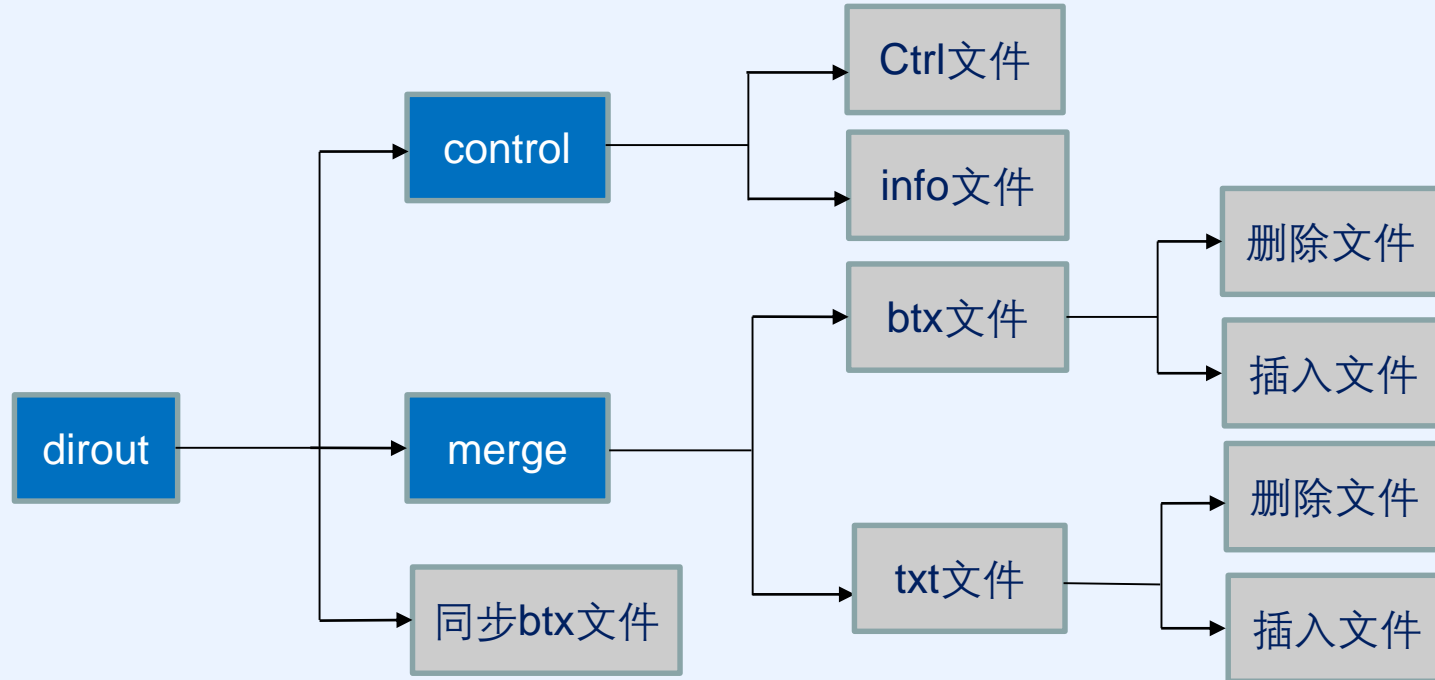 Ctrl文件
control
info文件
删除文件
btx文件
插入文件
dirout
merge
删除文件
txt文件
同步btx文件
插入文件